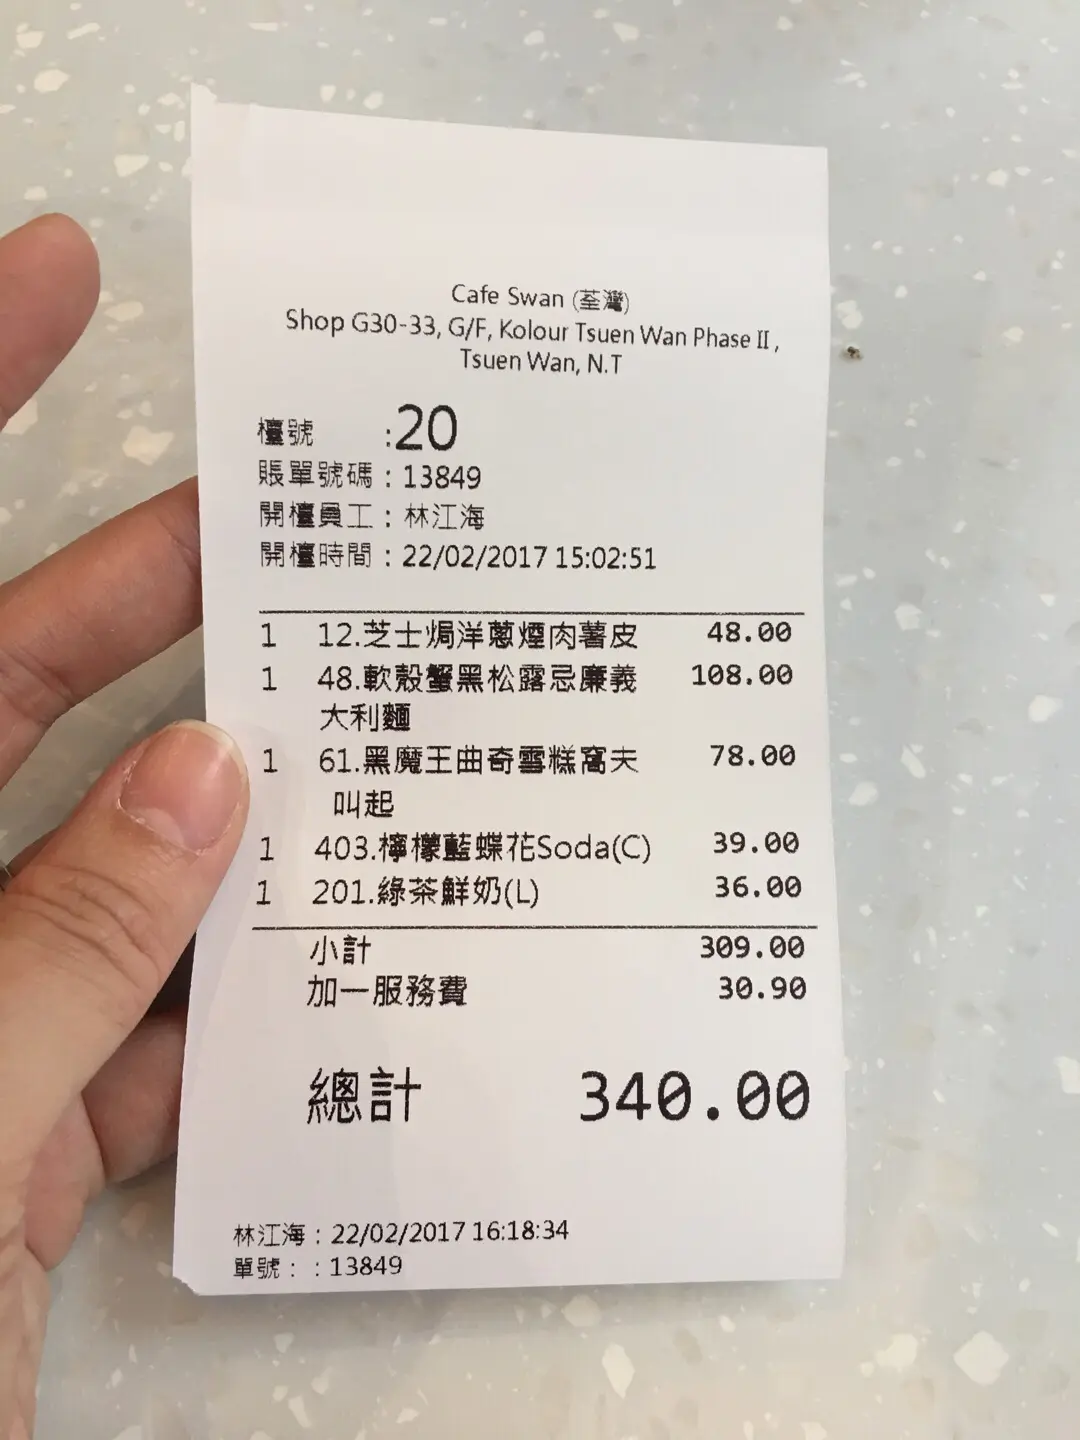 Cafe Swan (荃灣)
Shop G30-33, G/F, Kolour Tsuen Wan Phase II ,
Tsuen Wan, N.T
檯號 :20
賬單號碼 : 13849
開檯員工 : 林江海
開檯時間 : 22/02/2017 15:02:51
1 12.芝士焗洋蔥煙肉薯皮 48.00
1 48.軟殼蟹黑松露忌廉義 108.00
大利麵
1 61.黑魔王曲奇雪糕窩夫 78.00
叫起
1 403.檸檬藍蝶花Soda(C) 39.00
1 201.綠茶鮮奶(L) 36.00
小計 309.00
加一服務費 30.90
總計 340.00
林江海 : 22/02/2017 16:18:34
單號 : : 13849